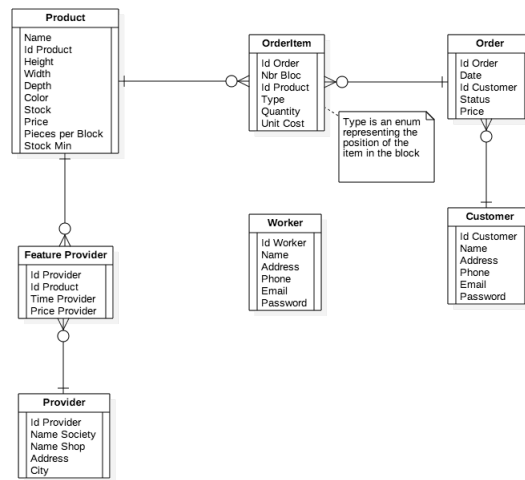 Product
Name
Id Product
Height
Width
Depth
Color
Stock
Price
Pieces per Block
Stock Min
OrderItem
Id Order
Nbr Bloc
Id Product
Type
Quantity
Unit Cost
Order
Id Order
Date
Id Customer
Status
Price
Type is an enum
representing the
position of the
item in the block
Feature Provider
Id Provider
Id Product
Time Provider
Price Provider
Worker
Id Worker
Name
Address
Phone
Email
Password
Customer
Id Customer
Name
Address
Phone
Email
Password
Provider
Id Provider
Name Society
Name Shop
Address
City